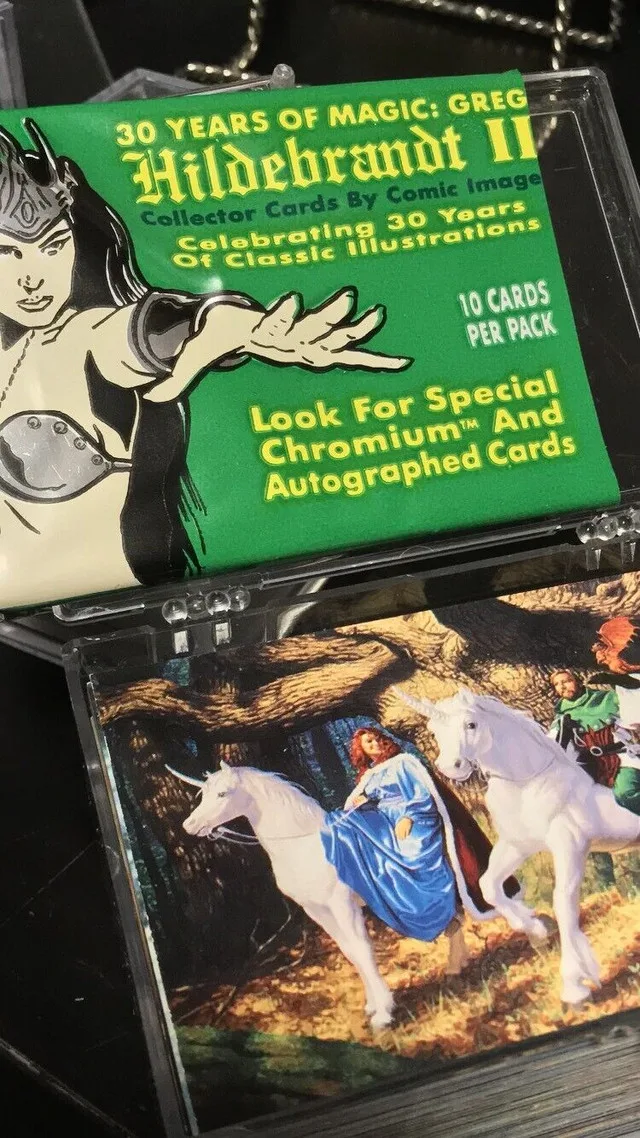 30 YEARS OF MAGIC: GREG
Hildebrandt II
Collector Cards By Comic Image
Celebrating 30 Years
Of Classic Illustrations
10 CARDS
PER PACK
Look For Special
Chromium™ And
Autographed Cards